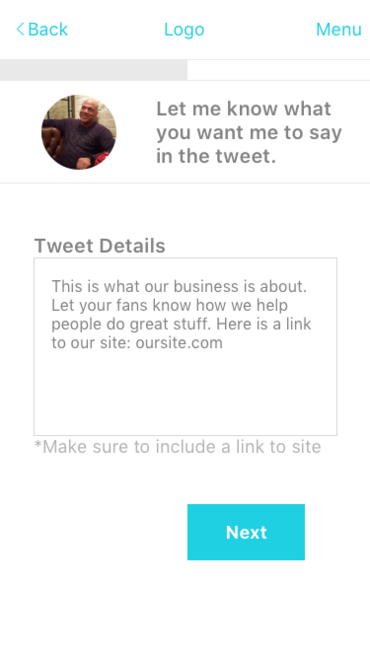 Back Logo Menu
Let me know what
you want me to say
in the tweet.
Tweet Details
This is what our business is about.
Let your fans know how we help
people do great stuff. Here is a link
to our site: oursite.com
*Make sure to include a link to site
Next